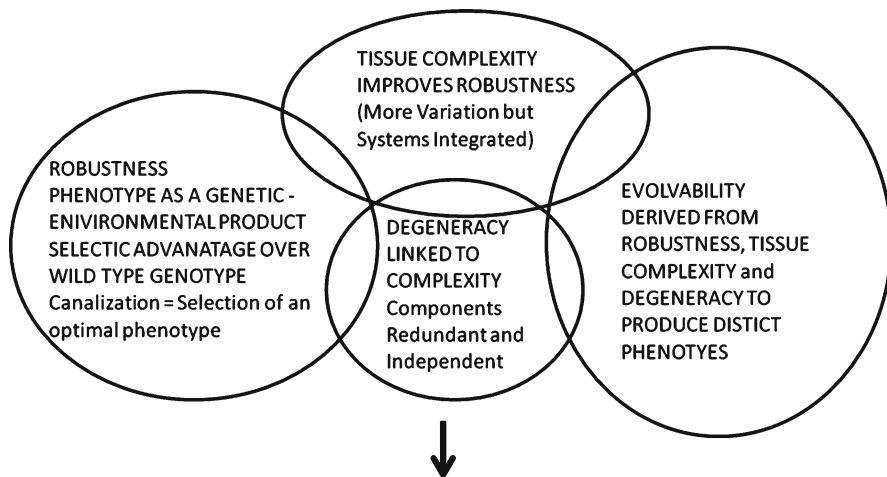 TISSUE COMPLEXITY
IMPROVES ROBUSTNESS
(More Variation but
Systems Integrated)
ROBUSTNESS
PHENOTYPE AS A GENETIC -
ENIVIRONMENTAL PRODUCT
SELECTIC ADVANATAGE OVER
WILD TYPE GENOTYPE
Canalization = Selection of an
optimal phenotype
DEGENERACY
LINKED TO
COMPLEXITY
Components
Redundant and
Independent
EVOLVABILITY
DERIVED FROM
ROBUSTNESS, TISSUE
COMPLEXITY and
DEGENERACY TO
PRODUCE DISTICT
PHENOTYES